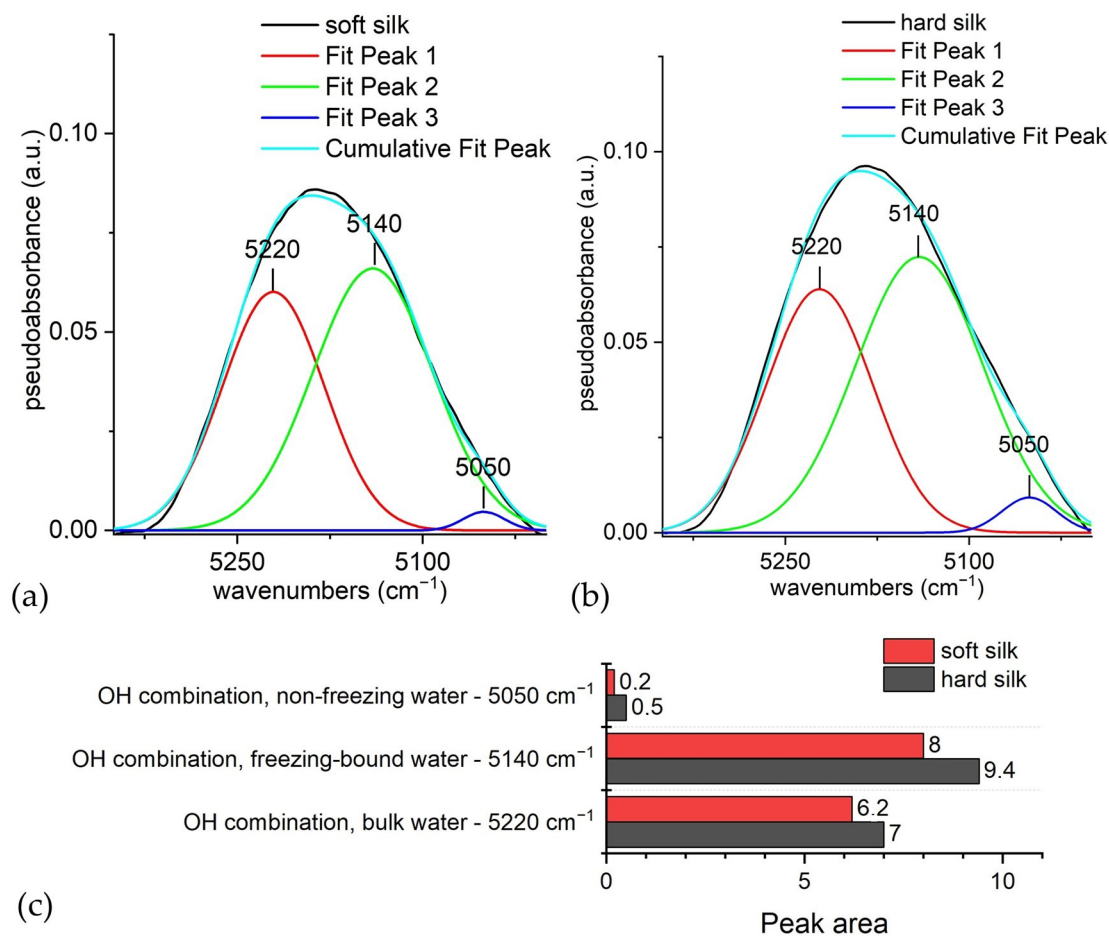 soft silk
Fit Peak 1
Fit Peak 2
Fit Peak 3
Cumulative Fit Peak
pseudoabsorbance (a.u.)
0.10
0.05
0.00
5220
5140
5050
5250
5100
wavenumbers (cm⁻¹)
(a)
hard silk
Fit Peak 1
Fit Peak 2
Fit Peak 3
Cumulative Fit Peak
pseudoabsorbance (a.u.)
0.10
0.05
0.00
5140
5220
5050
5250
5100
wavenumbers (cm⁻¹)
(b)
soft silk
hard silk
OH combination, non-freezing water - 5050 cm⁻¹
0.2
0.5
OH combination, freezing-bound water - 5140 cm⁻¹
8
9.4
OH combination, bulk water - 5220 cm⁻¹
6.2
7
0
5
10
Peak area
(c)